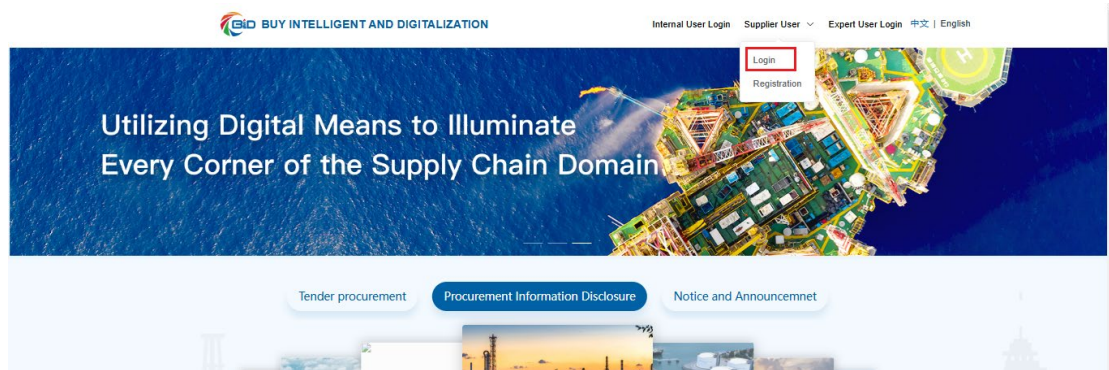 BID BUY INTELLIGENT AND DIGITALIZATION
Internal User Login Supplier User Expert User Login 中文 | English
Login
Registration
Utilizing Digital Means to Illuminate
Every Corner of the Supply Chain Domain
Tender procurement Procurement Information Disclosure Notice and Announcemnet